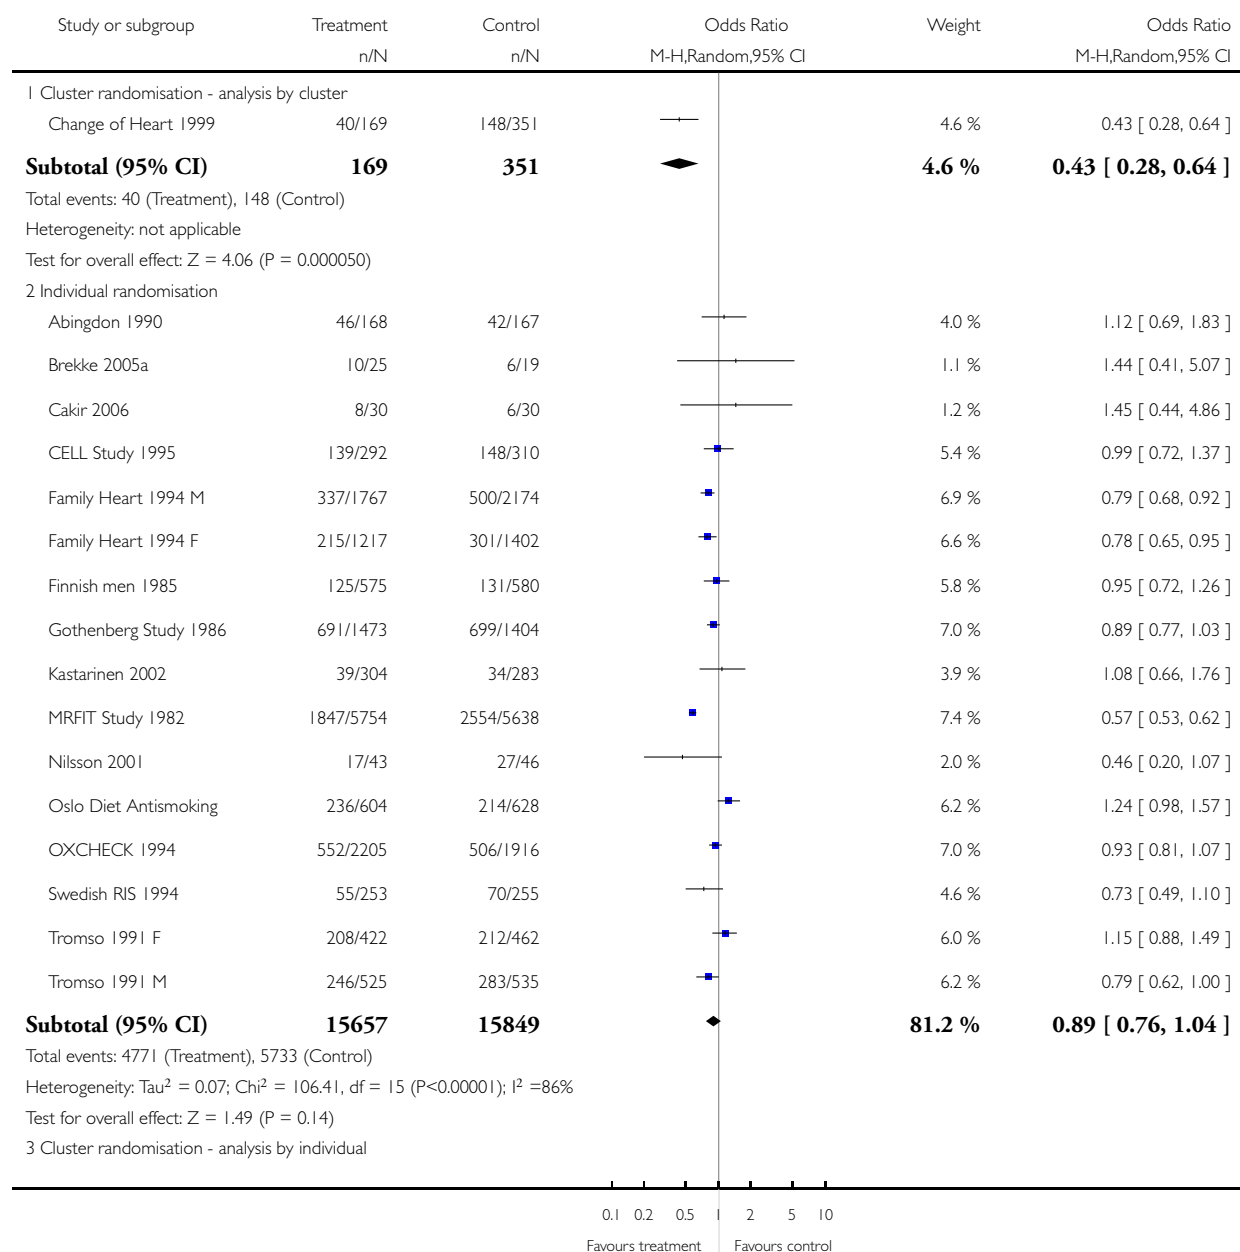 Study or subgroup Treatment Control Odds Ratio Weight Odds Ratio
n/N n/N M-H,Random,95% CI M-H,Random,95% CI
1 Cluster randomisation - analysis by cluster
Change of Heart 1999 40/169 148/351 4.6 % 0.43 [ 0.28, 0.64 ]
Subtotal (95% CI) 169 351 4.6 % 0.43 [ 0.28, 0.64 ]
Total events: 40 (Treatment), 148 (Control)
Heterogeneity: not applicable
Test for overall effect: Z = 4.06 (P = 0.000050)
2 Individual randomisation
Abingdon 1990 46/168 42/167 4.0 % 1.12 [ 0.69, 1.83 ]
Brekke 2005a 10/25 6/19 1.1 % 1.44 [ 0.41, 5.07 ]
Cakir 2006 8/30 6/30 1.2 % 1.45 [ 0.44, 4.86 ]
CELL Study 1995 139/292 148/310 5.4 % 0.99 [ 0.72, 1.37 ]
Family Heart 1994 M 337/1767 500/2174 6.9 % 0.79 [ 0.68, 0.92 ]
Family Heart 1994 F 215/1217 301/1402 6.6 % 0.78 [ 0.65, 0.95 ]
Finnish men 1985 125/575 131/580 5.8 % 0.95 [ 0.72, 1.26 ]
Gothenberg Study 1986 691/1473 699/1404 7.0 % 0.89 [ 0.77, 1.03 ]
Kastarinen 2002 39/304 34/283 3.9 % 1.08 [ 0.66, 1.76 ]
MRFIT Study 1982 1847/5754 2554/5638 7.4 % 0.57 [ 0.53, 0.62 ]
Nilsson 2001 17/43 27/46 2.0 % 0.46 [ 0.20, 1.07 ]
Oslo Diet Antismoking 236/604 214/628 6.2 % 1.24 [ 0.98, 1.57 ]
OXCHECK 1994 552/2205 506/1916 7.0 % 0.93 [ 0.81, 1.07 ]
Swedish RIS 1994 55/253 70/255 4.6 % 0.73 [ 0.49, 1.10 ]
Tromso 1991 F 208/422 212/462 6.0 % 1.15 [ 0.88, 1.49 ]
Tromso 1991 M 246/525 283/535 6.2 % 0.79 [ 0.62, 1.00 ]
Subtotal (95% CI) 15657 15849 81.2 % 0.89 [ 0.76, 1.04 ]
Total events: 4771 (Treatment), 5733 (Control)
Heterogeneity: Tau² = 0.07; Chi² = 106.41, df = 15 (P<0.00001); I² =86%
Test for overall effect: Z = 1.49 (P = 0.14)
3 Cluster randomisation - analysis by individual
0.1 0.2 0.5 1 2 5 10
Favours treatment Favours control